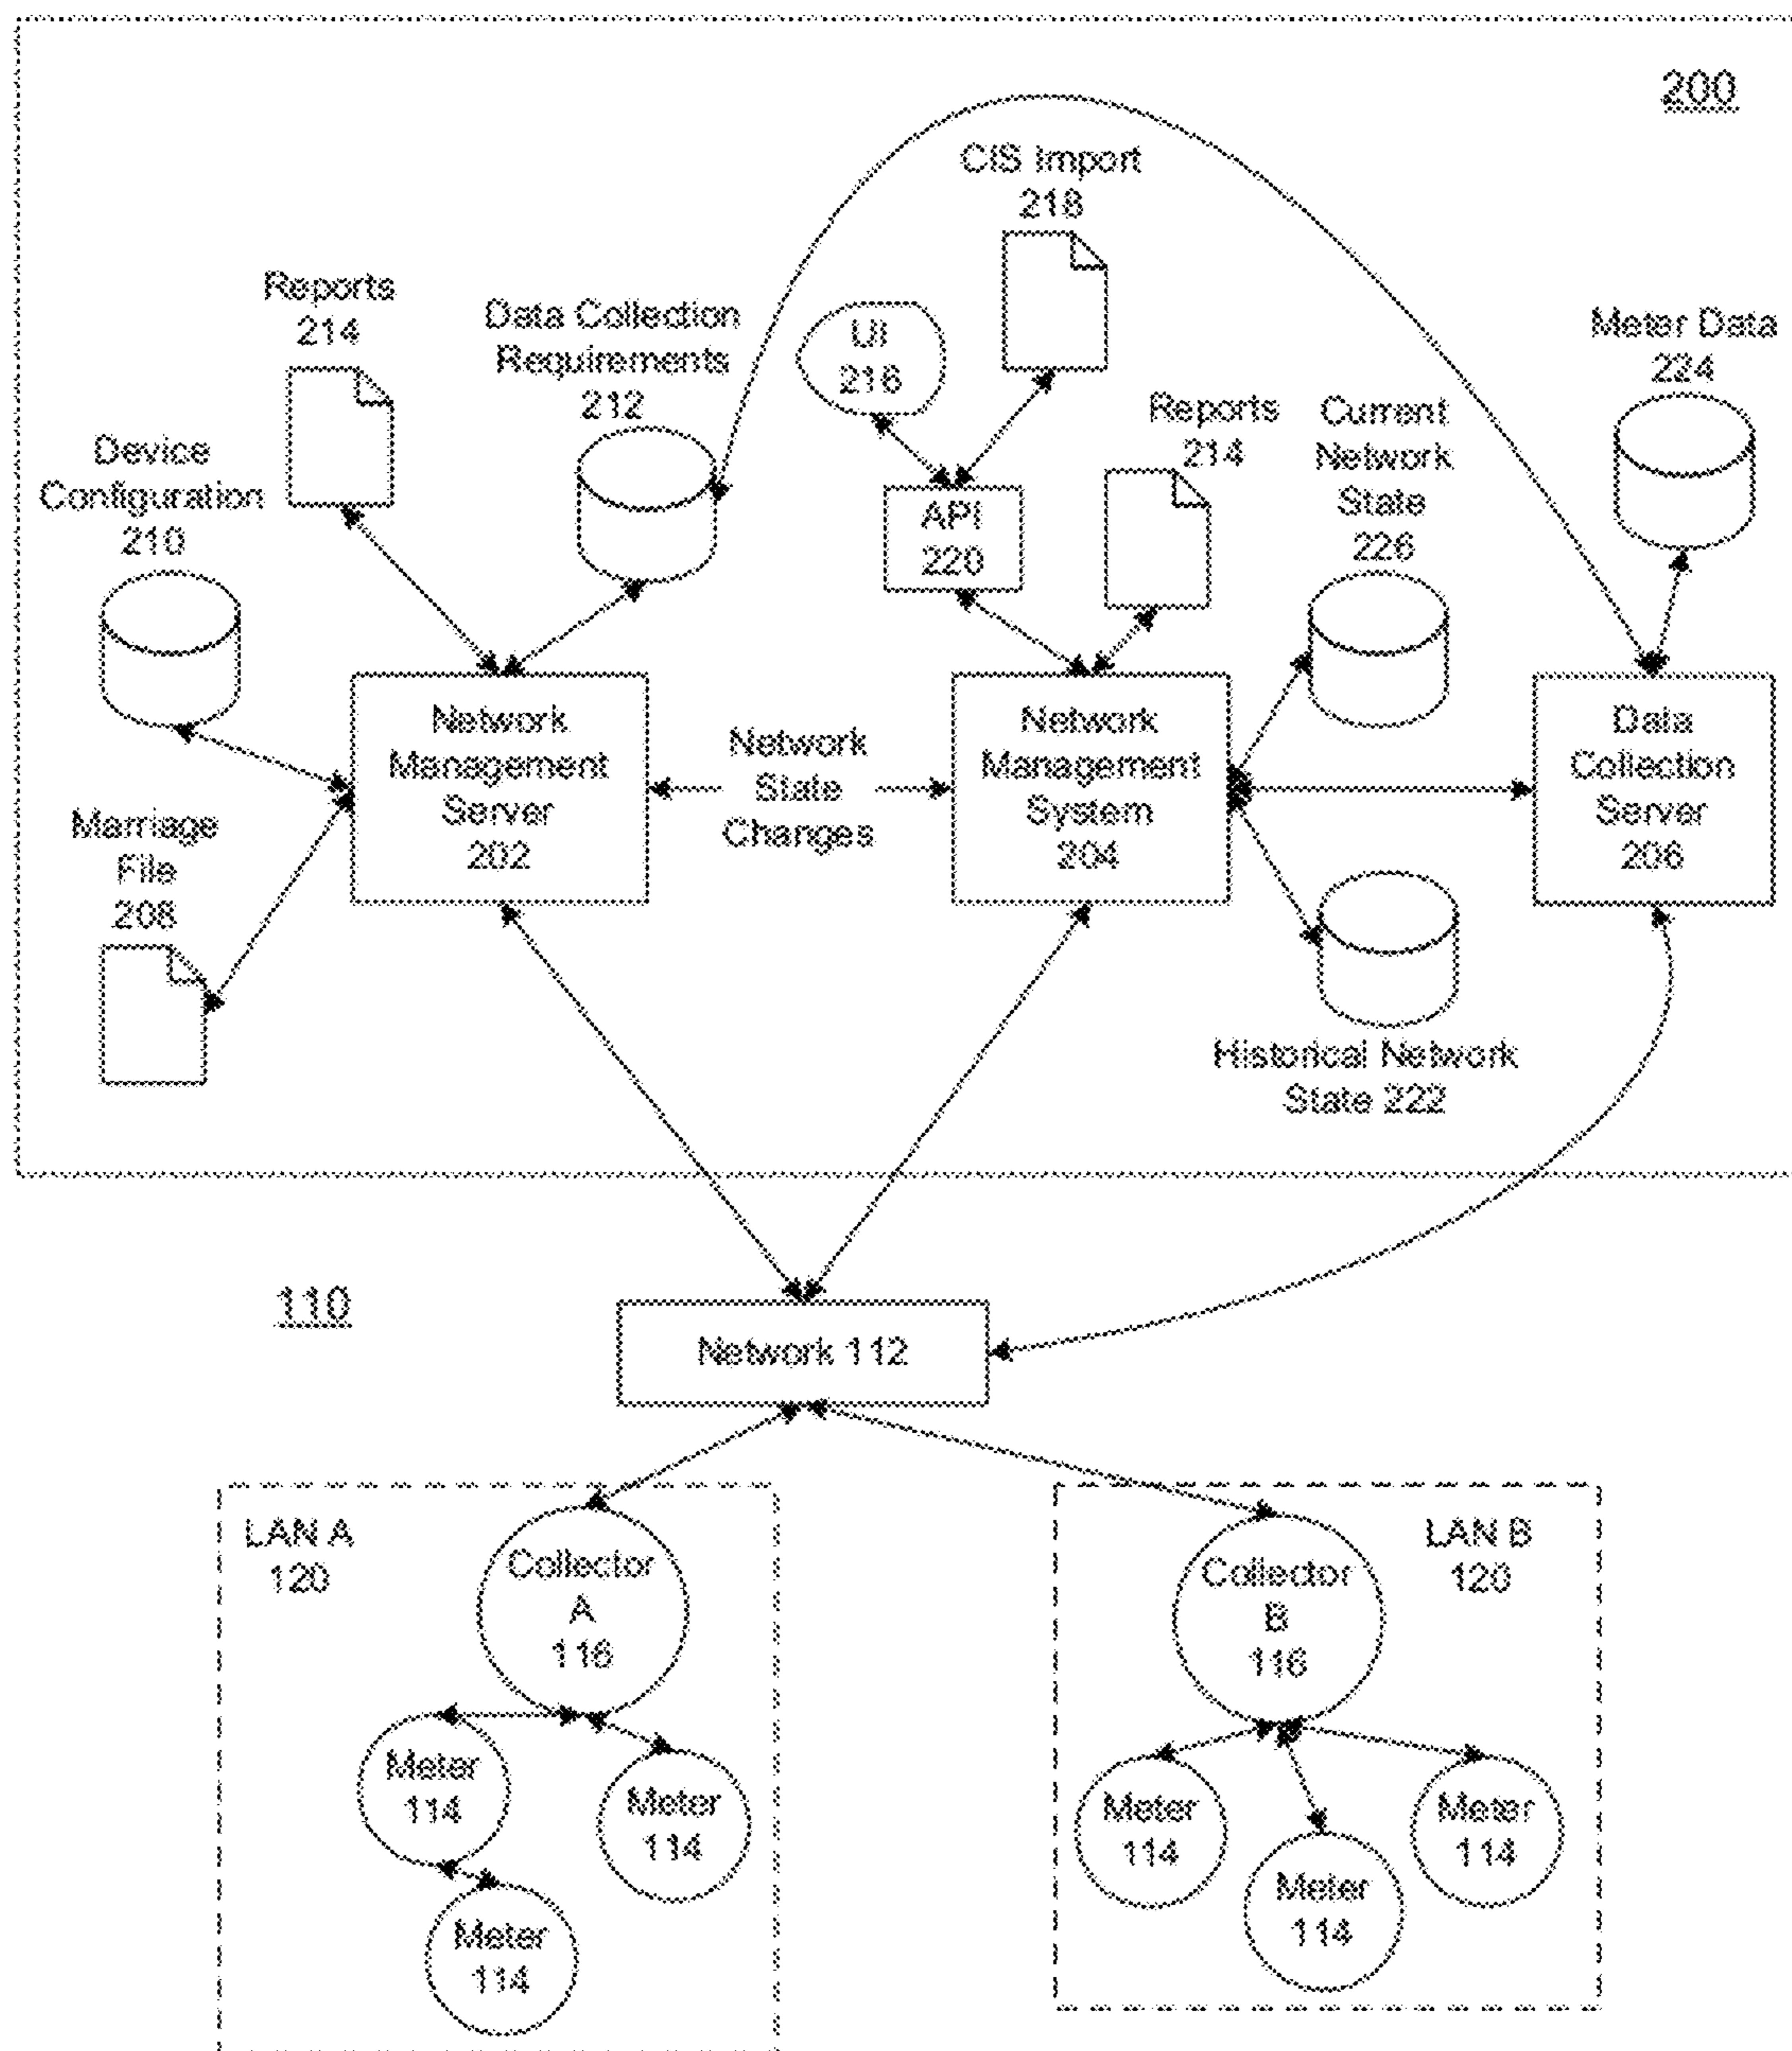 200
CIS Import
218
Reports
214
Data Collection
Requirements
212
UI
216
Meter Data
224
Device
Configuration
210
API
220
Reports
214
Current
Network
State
226
Marriage
File
208
Network
Management
Server
202
Network
State
Changes
Network
Management
System
204
Data
Collection
Server
206
Historical Network
State 222
110
Network 112
LAN A
120
Collector
A
116
Meter
114
Meter
114
Meter
114
LAN B
120
Collector
B
116
Meter
114
Meter
114
Meter
114